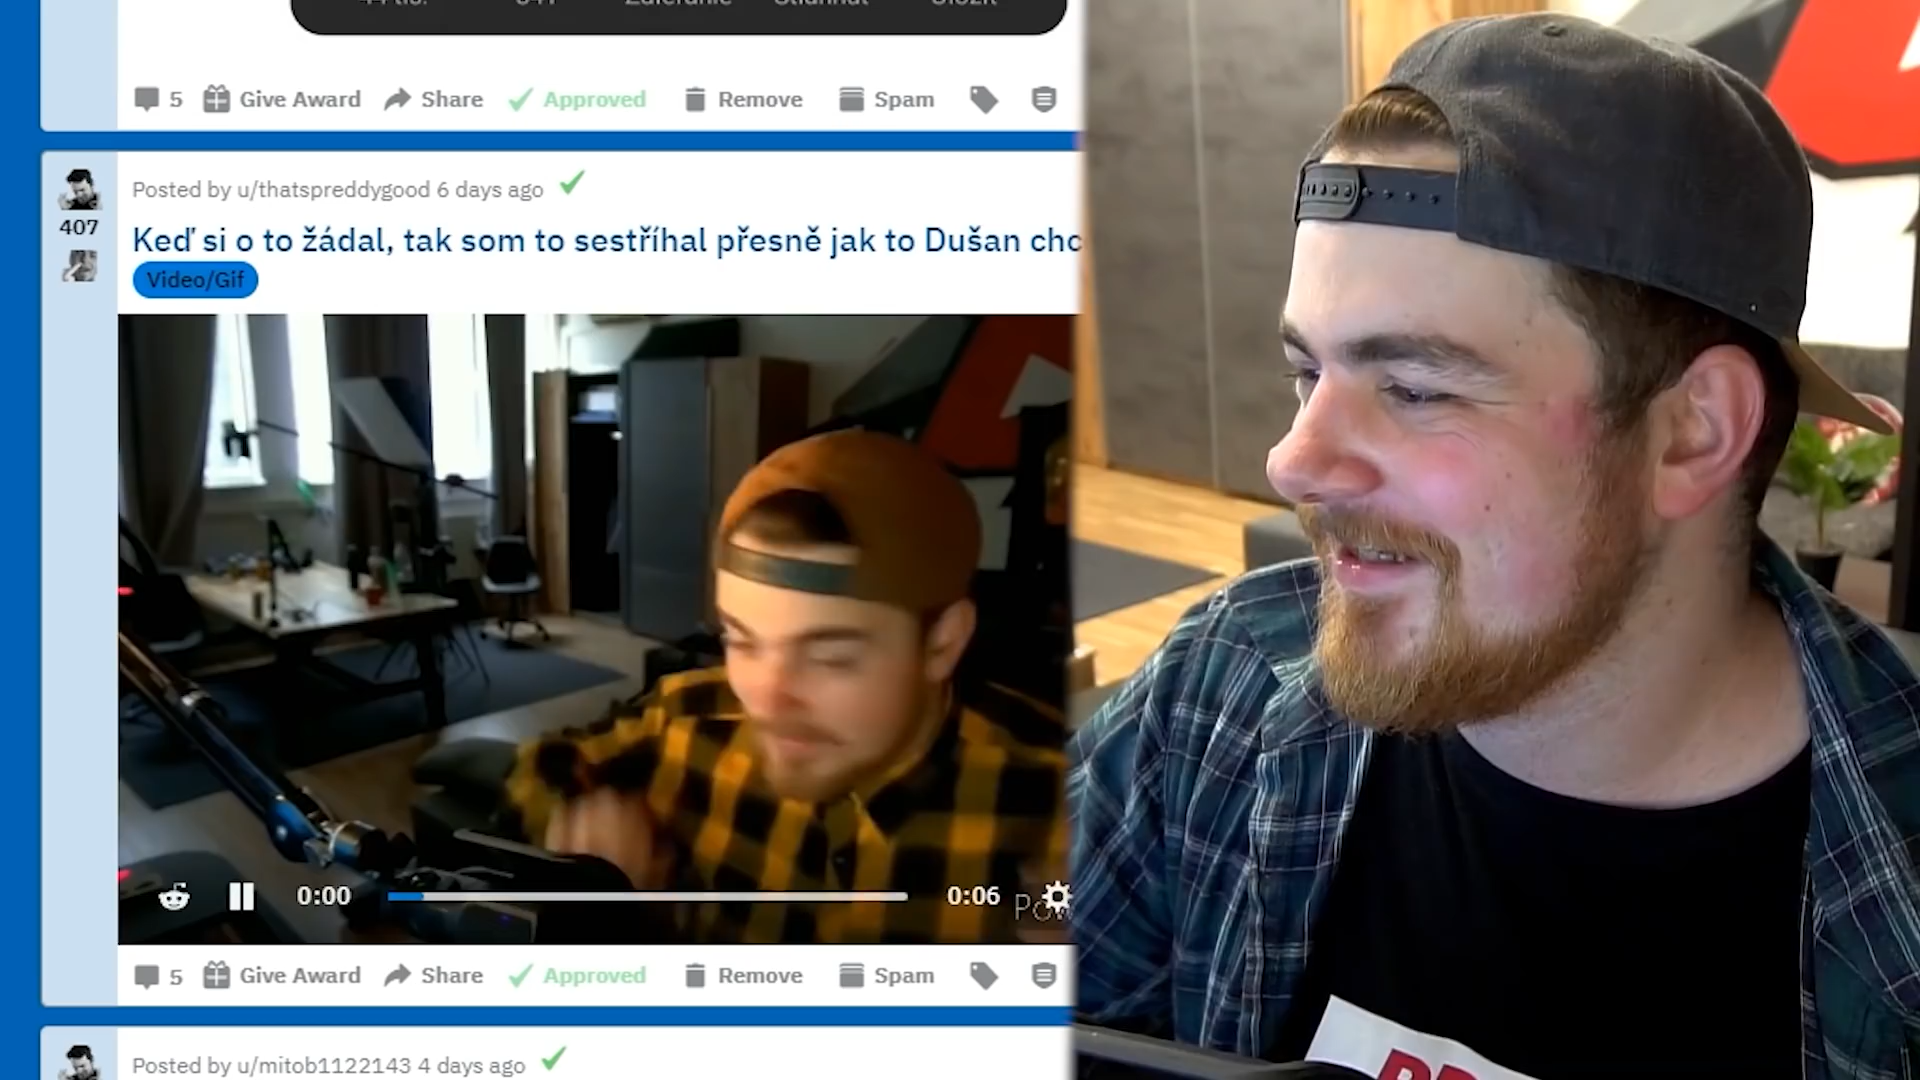 5 Give Award Share Approved Remove Spam
Posted by u/thatspreddygood 6 days ago
407
Keď si o to žádal, tak som to sestříhal přesně jak to Dušan chc
Video/Gif
0:00 0:06
5 Give Award Share Approved Remove Spam
Posted by u/mitob1122143 4 days ago